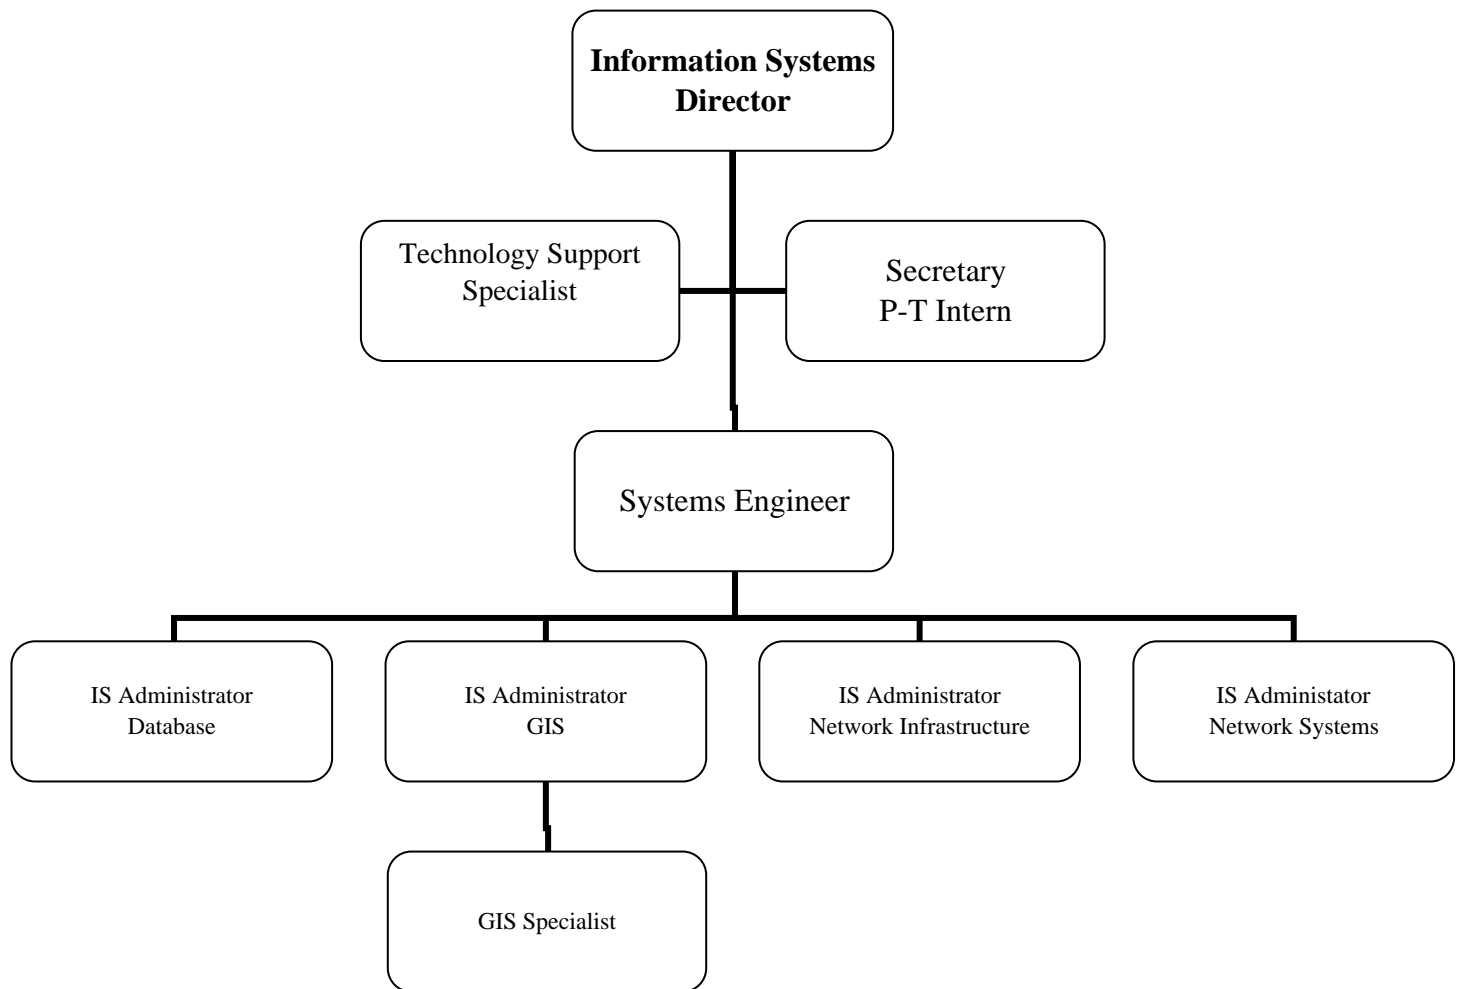 Information Systems
Director
Technology Support
Specialist
Secretary
P-T Intern
Systems Engineer
IS Administrator
Database
IS Administrator
GIS
IS Administrator
Network Infrastructure
IS Administator
Network Systems
GIS Specialist